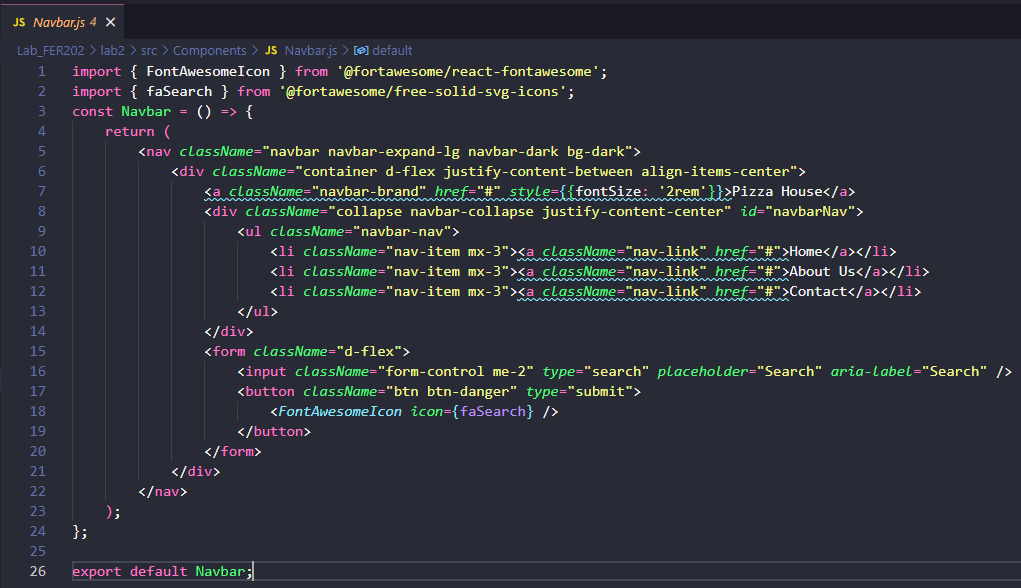 JS Navbar.js 4 ×
Lab_FER202 > lab2 > src > Components > JS Navbar.js > default
1 import { FontAwesomeIcon } from '@fortawesome/react-fontawesome';
2 import { faSearch } from '@fortawesome/free-solid-svg-icons';
3 const Navbar = () => {
4     return (
5         <nav className="navbar navbar-expand-lg navbar-dark bg-dark">
6             <div className="container d-flex justify-content-between align-items-center">
7                 <a className="navbar-brand" href="#" style={{fontSize: '2rem'}}>Pizza House</a>
8                 <div className="collapse navbar-collapse justify-content-center" id="navbarNav">
9                     <ul className="navbar-nav">
10                         <li className="nav-item mx-3"><a className="nav-link" href="#">Home</a></li>
11                         <li className="nav-item mx-3"><a className="nav-link" href="#">About Us</a></li>
12                         <li className="nav-item mx-3"><a className="nav-link" href="#">Contact</a></li>
13                     </ul>
14                 </div>
15                 <form className="d-flex">
16                     <input className="form-control me-2" type="search" placeholder="Search" aria-label="Search" />
17                     <button className="btn btn-danger" type="submit">
18                         <FontAwesomeIcon icon={faSearch} />
19                     </button>
20                 </form>
21             </div>
22         </nav>
23     );
24 };
25
26 export default Navbar;